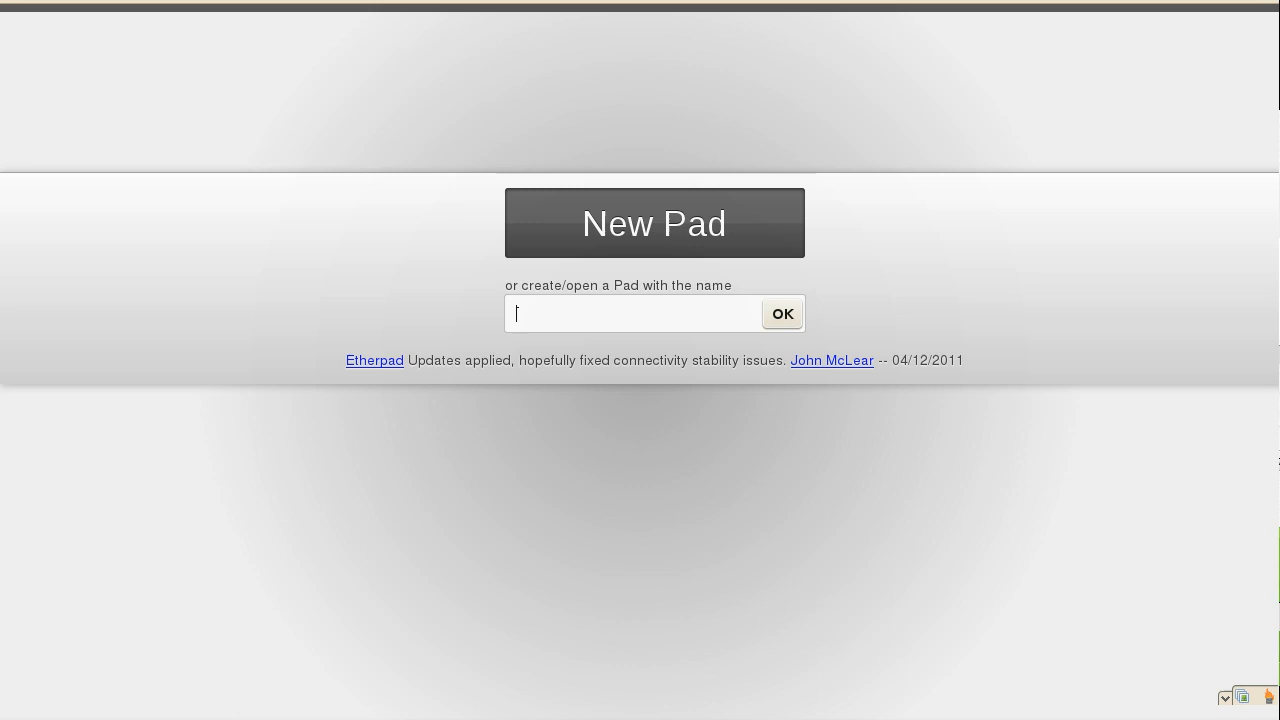 New Pad
or create/open a Pad with the name
OK
Etherpad Updates applied, hopefully fixed connectivity stability issues. John McLear -- 04/12/2011